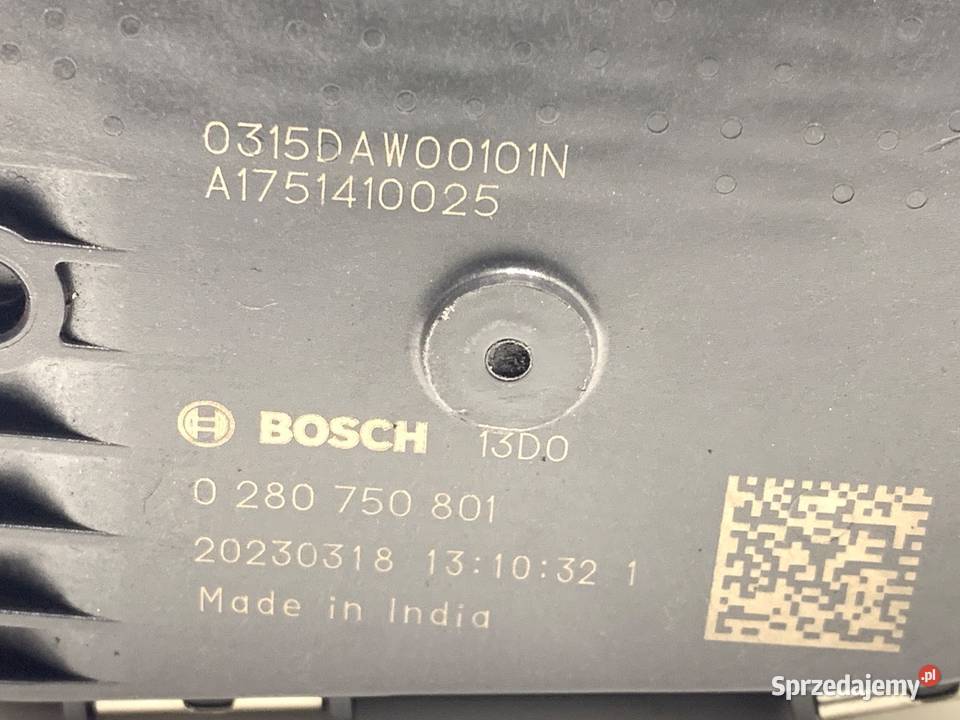 0315DAW00101N
A1751410025
BOSCH 13D0
0 280 750 801
20230318 13:10:32 1
Made in India
Sprzedajemy.pl